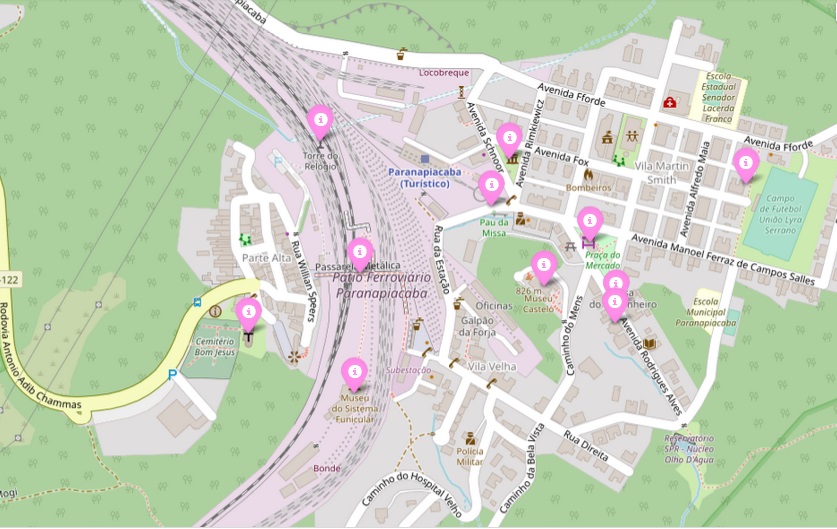 piacaba
Locobreque
Avenida Fforde
Escola
Estadual
Senador
Lacerda
Franco
Avenida Schnoor
Avenida Rimkiewicz
Avenida Fforde
Torre do
Relógio
Avenida Fox
Paranapiacaba
(Turístico)
Vila Martin
Smith
Avenida Alfredo Maia
Bombeiros
Campo
de Futebol
União Lyra
Serrano
Pau da
Missa
Rua da Estação
Praça do
Mercado
Avenida Manoel Ferraz de Campos Salles
Parte Alta
Rua Willian Speers
Passarela Metálica
Pátio Ferroviário
Paranapiacaba
-122
826 m
Museu
Castelo
Oficinas
Galpão
da Forja
Escola
Municipal
Paranapiacaba
Rodovia Antonio Adib Chammas
Cemitério
Bom Jesus
P
Caminho do Mens
Avenida Rodrigues Alves
Subestação
Vila Velha
Museu
do Sistema
Funicular
Bonde
Polícia
Militar
Rua Direita
Reservatório
SPR - Núcleo
Olho D'Água
Caminho da Bela Vista
Caminho do Hospital Velho
Mogi